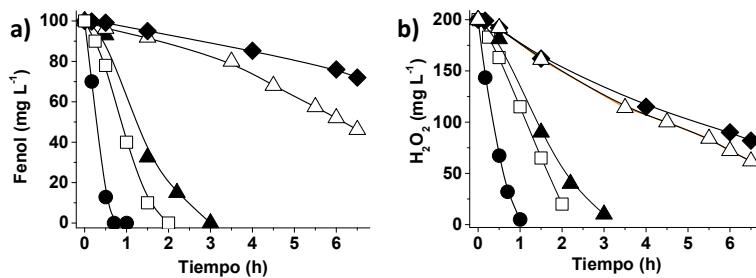 a)
100
80
60
40
20
0
Fenol (mg L⁻¹)
0 1 2 3 4 5 6
Tiempo (h)
b)
200
150
100
50
0
H₂O₂ (mg L⁻¹)
0 1 2 3 4 5 6
Tiempo (h)